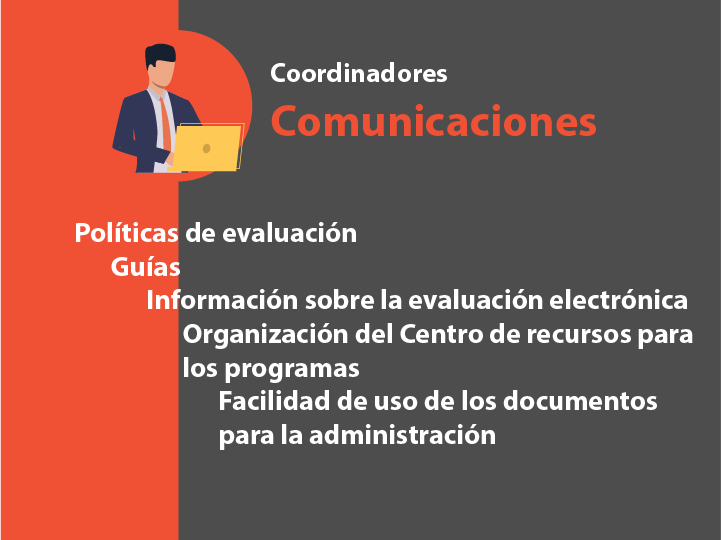 Coordinadores
Comunicaciones
Políticas de evaluación
Guías
Información sobre la evaluación electrónica
Organización del Centro de recursos para
los programas
Facilidad de uso de los documentos
para la administración